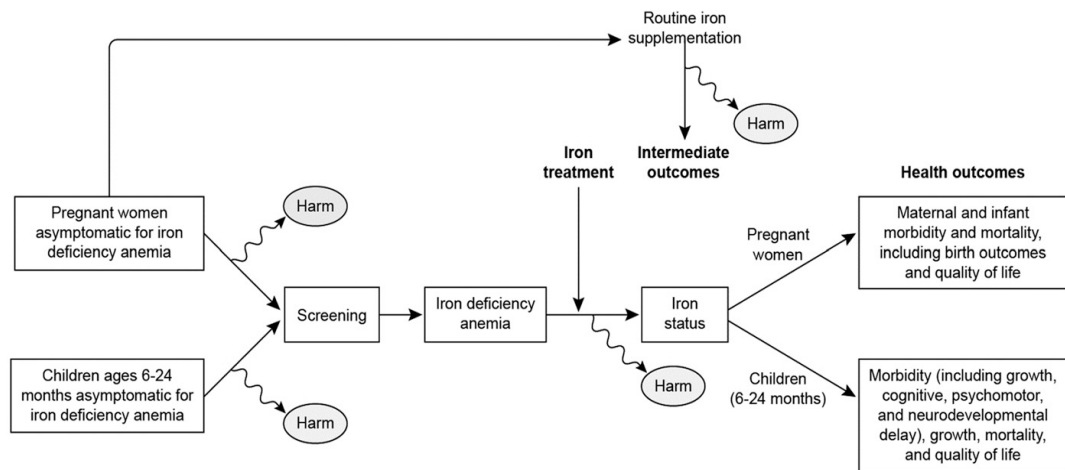 Routine iron
supplementation
Harm
Iron
treatment
Intermediate
outcomes
Health outcomes
Pregnant women
asymptomatic for iron
deficiency anemia
Harm
Pregnant
women
Maternal and infant
morbidity and mortality,
including birth outcomes
and quality of life
Screening
Iron deficiency
anemia
Iron
status
Children ages 6-24
months asymptomatic for
iron deficiency anemia
Harm
Harm
Children
(6-24 months)
Morbidity (including growth,
cognitive, psychomotor,
and neurodevelopmental
delay), growth, mortality,
and quality of life